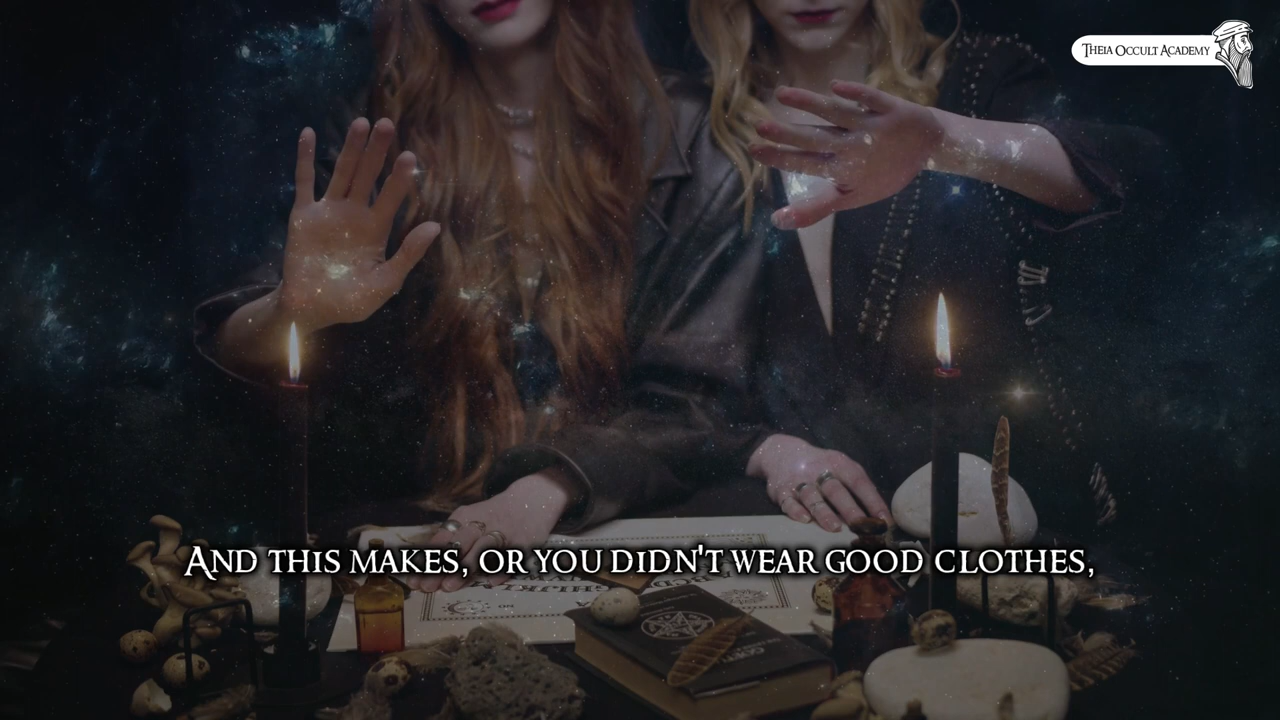 Theia Occult Academy
And this makes, or you didn't wear good clothes,